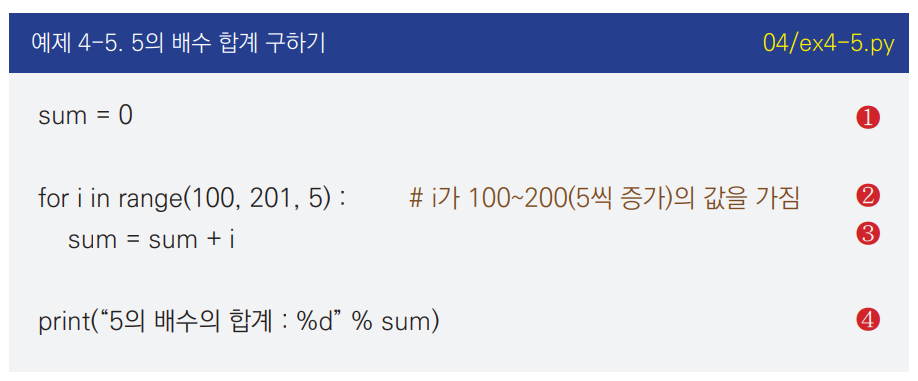 예제 4-5. 5의 배수 합계 구하기 04/ex4-5.py
sum = 0 ❶
for i in range(100, 201, 5) : # i가 100~200(5씩 증가)의 값을 가짐 ❷
sum = sum + i ❸
print(“5의 배수의 합계 : %d” % sum) ❹